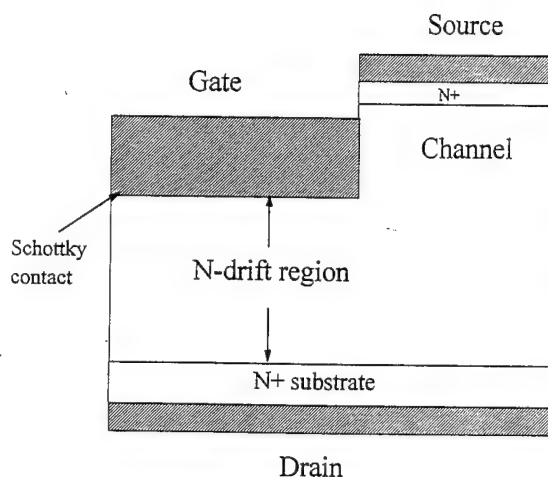 Source
Gate
N+
Channel
Schottky
contact
N-drift region
N+ substrate
Drain